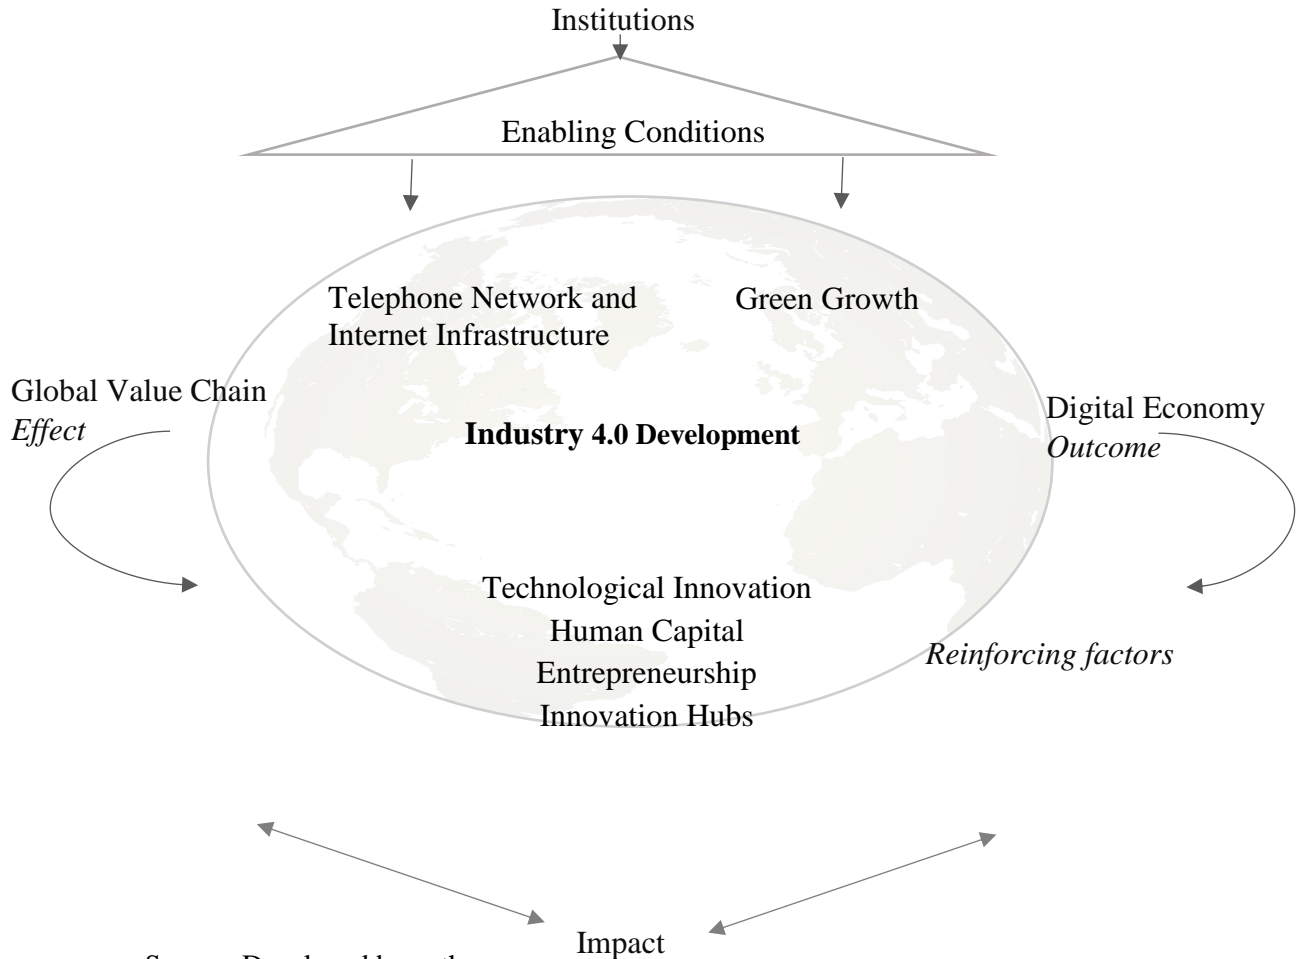 Institutions
Enabling Conditions
Telephone Network and
Internet Infrastructure
Green Growth
Global Value Chain
Effect
Industry 4.0 Development
Digital Economy
Outcome
Technological Innovation
Human Capital
Entrepreneurship
Innovation Hubs
Reinforcing factors
Impact